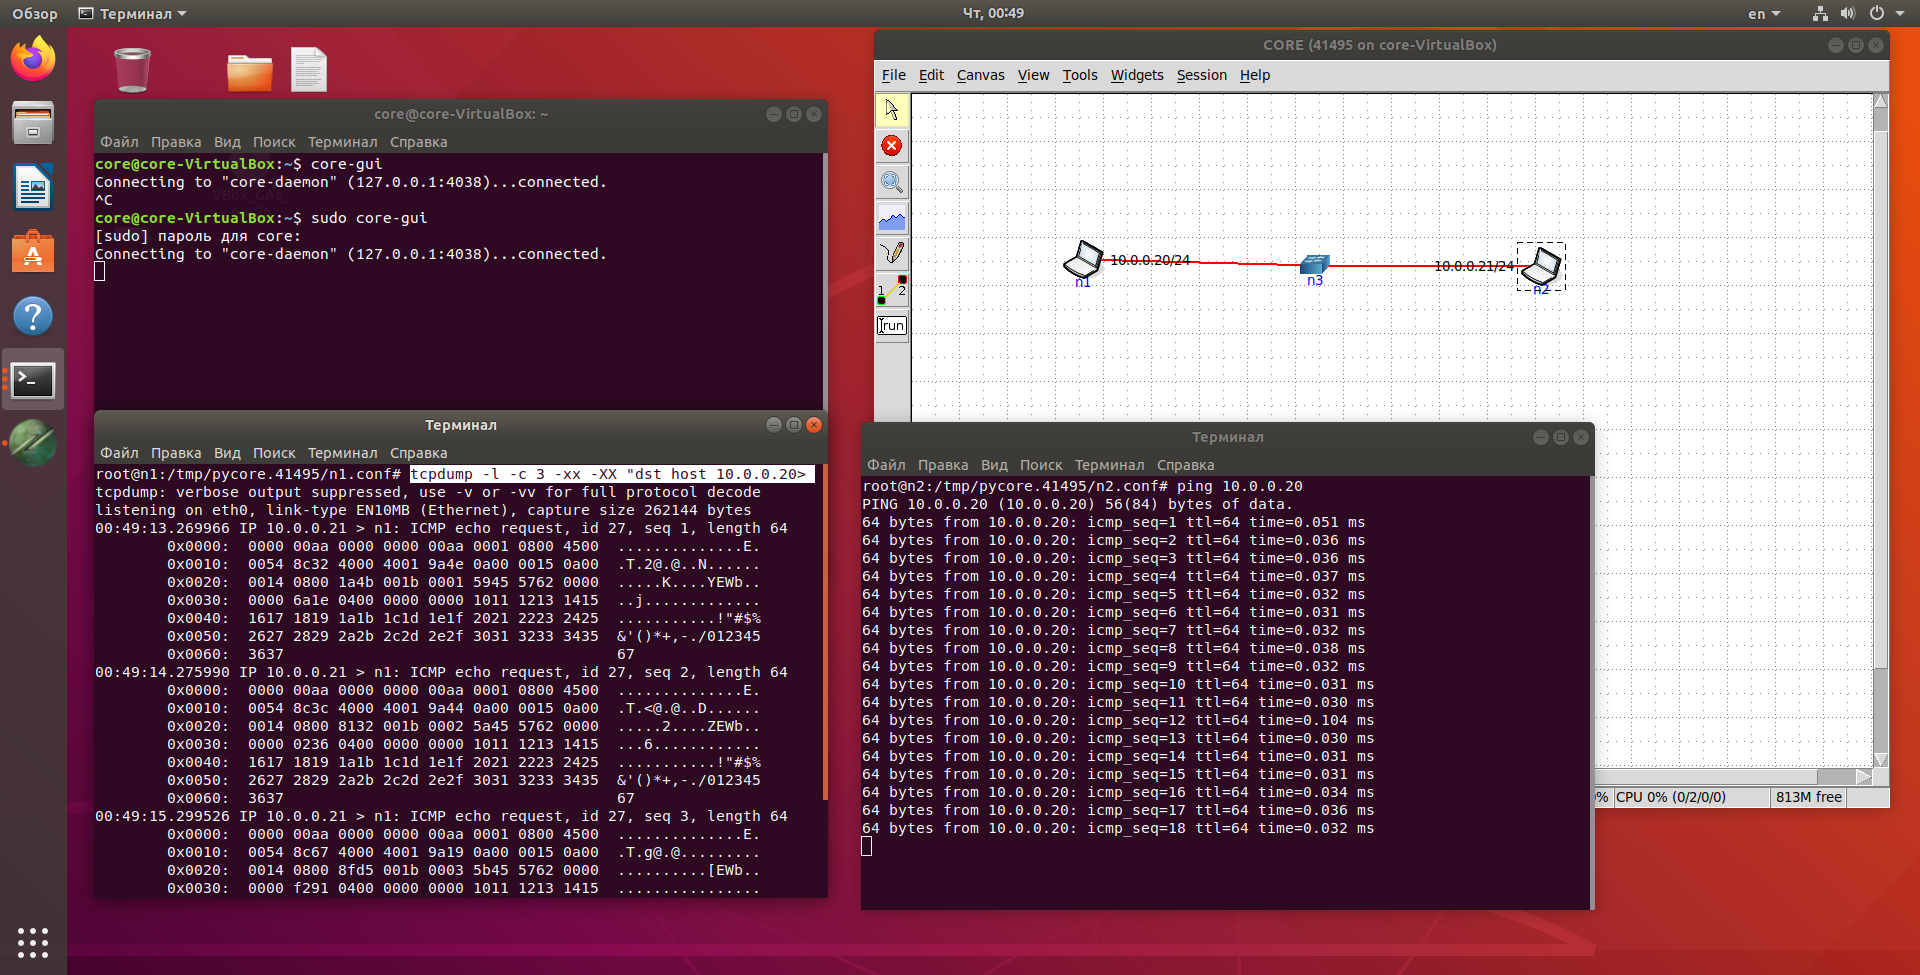 Обзор
Терминал
Чт, 00:49
en
core@core-VirtualBox: ~
Файл Правка Вид Поиск Терминал Справка
core@core-VirtualBox:~$ core-gui
Connecting to "core-daemon" (127.0.0.1:4038)...connected.
^C
core@core-VirtualBox:~$ sudo core-gui
[sudo] пароль для core:
Connecting to "core-daemon" (127.0.0.1:4038)...connected.
CORE (41495 on core-VirtualBox)
File Edit Canvas View Tools Widgets Session Help
1 2
run
10.0.0.20/24
n1
n3
10.0.0.21/24
n2
Терминал
Файл Правка Вид Поиск Терминал Справка
root@n1:/tmp/pycore.41495/n1.conf# tcpdump -l -c 3 -xx -XX "dst host 10.0.0.20>
tcpdump: verbose output suppressed, use -v or -vv for full protocol decode
listening on eth0, link-type EN10MB (Ethernet), capture size 262144 bytes
00:49:13.269966 IP 10.0.0.21 > n1: ICMP echo request, id 27, seq 1, length 64
0x0000:  0000 00aa 0000 0000 00aa 0001 0800 4500  ..............E.
0x0010:  0054 8c32 4000 4001 9a4e 0a00 0015 0a00  .T.2@.@..N......
0x0020:  0014 0800 1a4b 001b 0001 5945 5762 0000  .....K....YEWb..
0x0030:  0000 6a1e 0400 0000 0000 1011 1213 1415  ..j.............
0x0040:  1617 1819 1a1b 1c1d 1e1f 2021 2223 2425  ...........!"#$%
0x0050:  2627 2829 2a2b 2c2d 2e2f 3031 3233 3435  &'()*+,-./012345
0x0060:  3637  67
00:49:14.275990 IP 10.0.0.21 > n1: ICMP echo request, id 27, seq 2, length 64
0x0000:  0000 00aa 0000 0000 00aa 0001 0800 4500  ..............E.
0x0010:  0054 8c3c 4000 4001 9a44 0a00 0015 0a00  .T.<@.@..D......
0x0020:  0014 0800 8132 001b 0002 5a45 5762 0000  .....2....ZEWb..
0x0030:  0000 0236 0400 0000 0000 1011 1213 1415  ...6............
0x0040:  1617 1819 1a1b 1c1d 1e1f 2021 2223 2425  ...........!"#$%
0x0050:  2627 2829 2a2b 2c2d 2e2f 3031 3233 3435  &'()*+,-./012345
0x0060:  3637  67
00:49:15.299526 IP 10.0.0.21 > n1: ICMP echo request, id 27, seq 3, length 64
0x0000:  0000 00aa 0000 0000 00aa 0001 0800 4500  ..............E.
0x0010:  0054 8c67 4000 4001 9a19 0a00 0015 0a00  .T.g@.@.........
0x0020:  0014 0800 8fd5 001b 0003 5b45 5762 0000  ..........[EWb..
0x0030:  0000 f291 0400 0000 0000 1011 1213 1415  ................
Терминал
Файл Правка Вид Поиск Терминал Справка
root@n2:/tmp/pycore.41495/n2.conf# ping 10.0.0.20
PING 10.0.0.20 (10.0.0.20) 56(84) bytes of data.
64 bytes from 10.0.0.20: icmp_seq=1 ttl=64 time=0.051 ms
64 bytes from 10.0.0.20: icmp_seq=2 ttl=64 time=0.036 ms
64 bytes from 10.0.0.20: icmp_seq=3 ttl=64 time=0.036 ms
64 bytes from 10.0.0.20: icmp_seq=4 ttl=64 time=0.037 ms
64 bytes from 10.0.0.20: icmp_seq=5 ttl=64 time=0.032 ms
64 bytes from 10.0.0.20: icmp_seq=6 ttl=64 time=0.031 ms
64 bytes from 10.0.0.20: icmp_seq=7 ttl=64 time=0.032 ms
64 bytes from 10.0.0.20: icmp_seq=8 ttl=64 time=0.038 ms
64 bytes from 10.0.0.20: icmp_seq=9 ttl=64 time=0.032 ms
64 bytes from 10.0.0.20: icmp_seq=10 ttl=64 time=0.031 ms
64 bytes from 10.0.0.20: icmp_seq=11 ttl=64 time=0.030 ms
64 bytes from 10.0.0.20: icmp_seq=12 ttl=64 time=0.104 ms
64 bytes from 10.0.0.20: icmp_seq=13 ttl=64 time=0.030 ms
64 bytes from 10.0.0.20: icmp_seq=14 ttl=64 time=0.031 ms
64 bytes from 10.0.0.20: icmp_seq=15 ttl=64 time=0.031 ms
64 bytes from 10.0.0.20: icmp_seq=16 ttl=64 time=0.034 ms
64 bytes from 10.0.0.20: icmp_seq=17 ttl=64 time=0.036 ms
64 bytes from 10.0.0.20: icmp_seq=18 ttl=64 time=0.032 ms
% CPU 0% (0/2/0/0) 813M free